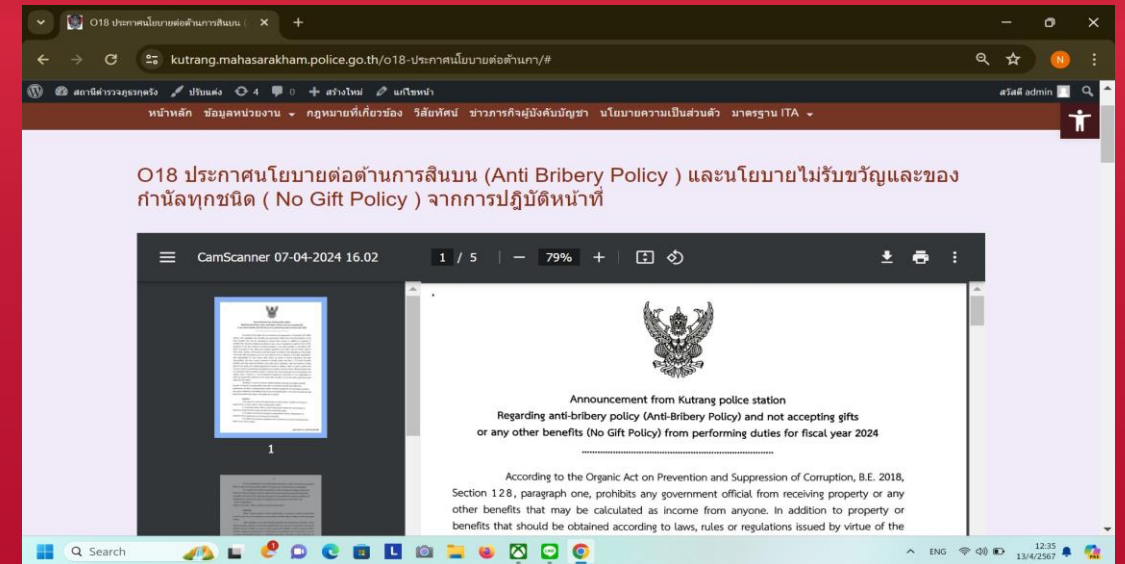 O18 ประกาศนโยบายต่อต้านการสินบน (
kutrang.mahasarakham.police.go.th/o18-ประกาศนโยบายต่อต้านกา/#
N
สถานีตำรวจภูธรกุดรัง ปรับแต่ง 4 0 สร้างใหม่ แก้ไขหน้า สวัสดี admin
หน้าหลัก ข้อมูลหน่วยงาน กฎหมายที่เกี่ยวข้อง วิสัยทัศน์ ข่าวภารกิจผู้บังคับบัญชา นโยบายความเป็นส่วนตัว มาตรฐาน ITA
O18 ประกาศนโยบายต่อต้านการสินบน (Anti Bribery Policy ) และนโยบายไม่รับขวัญและของ
กำนัลทุกชนิด ( No Gift Policy ) จากการปฎิบัติหน้าที่
CamScanner 07-04-2024 16.02 1 / 5 79%
Announcement from Kutrang police station
Regarding anti-bribery policy (Anti-Bribery Policy) and not accepting gifts
or any other benefits (No Gift Policy) from performing duties for fiscal year 2024
According to the Organic Act on Prevention and Suppression of Corruption, B.E. 2018,
Section 128, paragraph one, prohibits any government official from receiving property or any
other benefits that may be calculated as income from anyone. In addition to property or
benefits that should be obtained according to laws, rules or regulations issued by virtue of the
1
Search ENG 12:35
13/4/2567